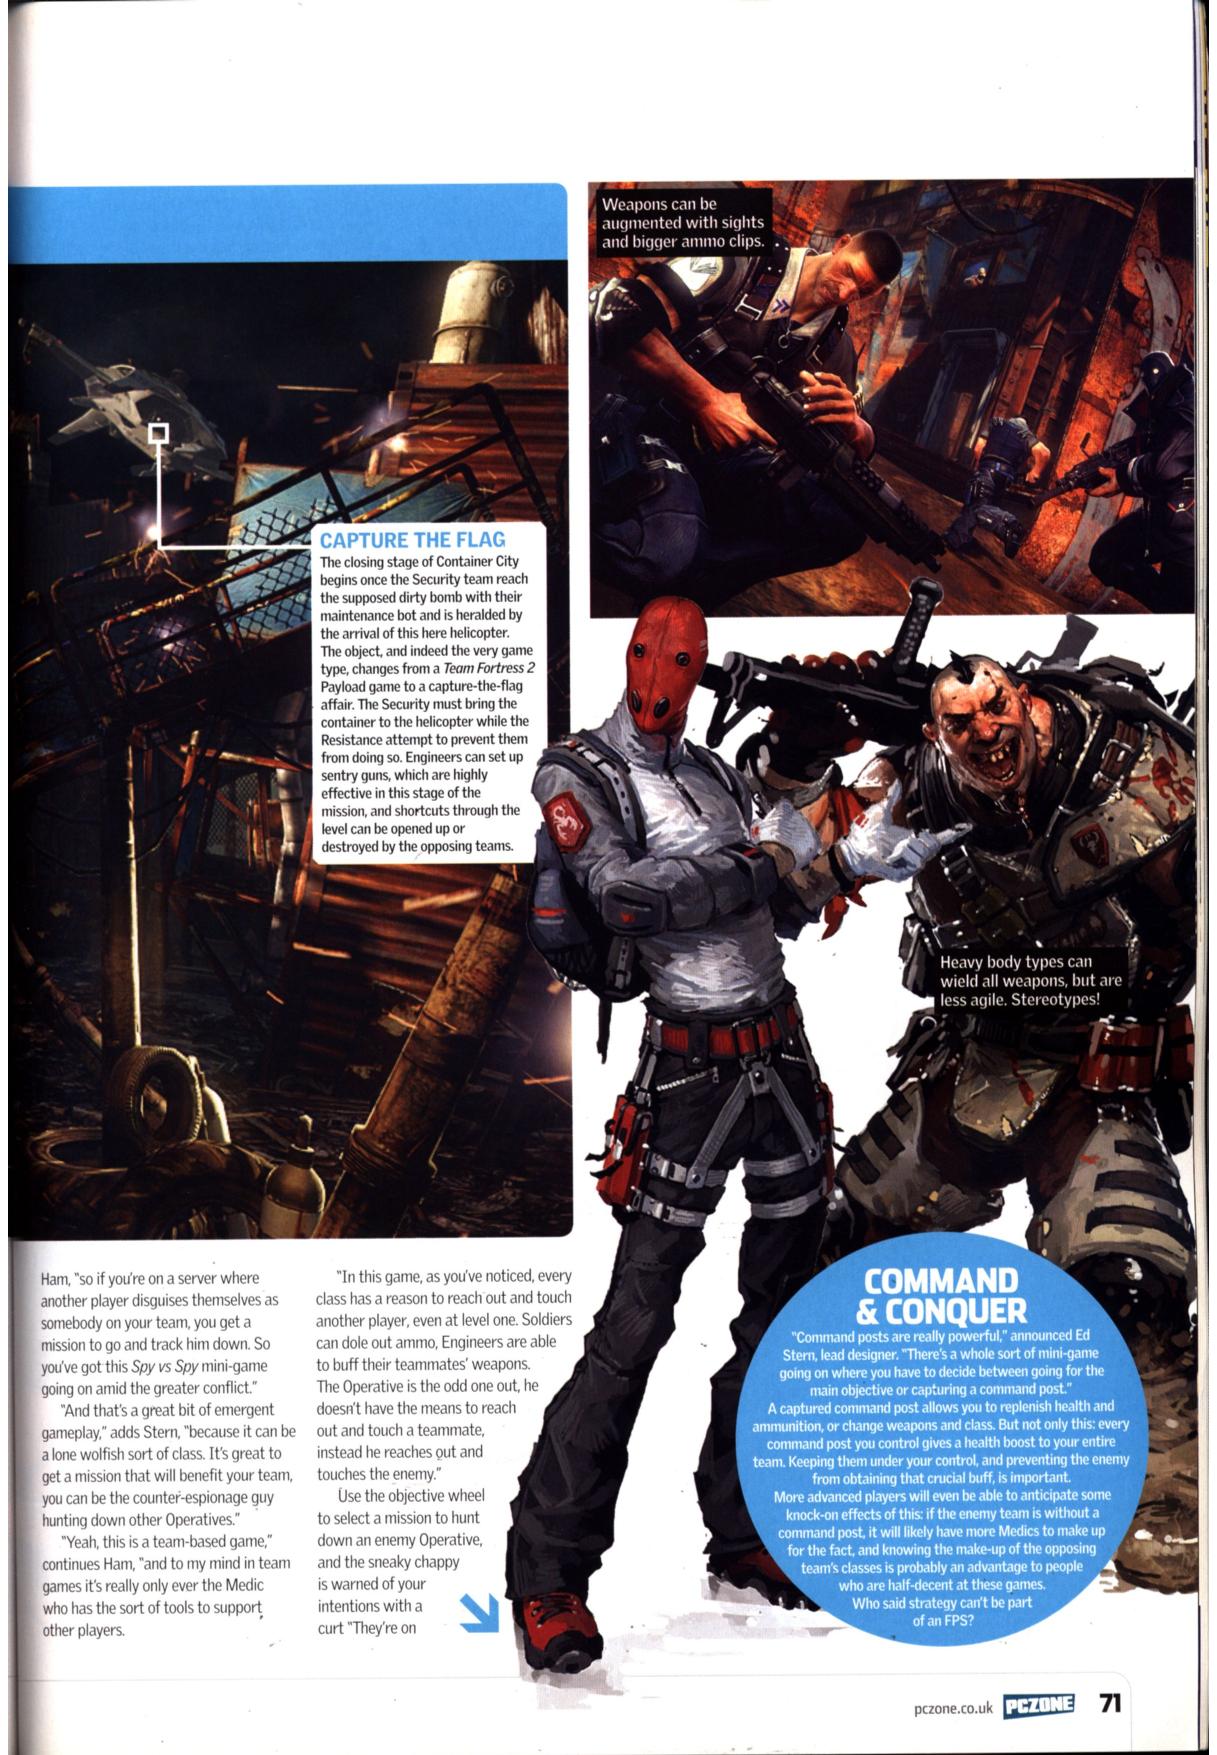 Weapons can be
augmented with sights
and bigger ammo clips.
CAPTURE THE FLAG
The closing stage of Container City
begins once the Security team reach
the supposed dirty bomb with their
maintenance bot and is heralded by
the arrival of this here helicopter.
The object, and indeed the very game
type, changes from a Team Fortress 2
Payload game to a capture-the-flag
affair. The Security must bring the
container to the helicopter while the
Resistance attempt to prevent them
from doing so. Engineers can set up
sentry guns, which are highly
effective in this stage of the
mission, and shortcuts through the
level can be opened up or
destroyed by the opposing teams.
Heavy body types can
wield all weapons, but are
less agile. Stereotypes!
Ham, "so if you're on a server where
another player disguises themselves as
somebody on your team, you get a
mission to go and track him down. So
you've got this Spy vs Spy mini-game
going on amid the greater conflict."
"And that's a great bit of emergent
gameplay," adds Stern, "because it can be
a lone wolfish sort of class. It's great to
get a mission that will benefit your team,
you can be the counter-espionage guy
hunting down other Operatives."
"Yeah, this is a team-based game,"
continues Ham, "and to my mind in team
games it's really only ever the Medic
who has the sort of tools to support
other players.
"In this game, as you've noticed, every
class has a reason to reach out and touch
another player, even at level one. Soldiers
can dole out ammo, Engineers are able
to buff their teammates' weapons.
The Operative is the odd one out, he
doesn't have the means to reach
out and touch a teammate,
instead he reaches out and
touches the enemy."
Use the objective wheel
to select a mission to hunt
down an enemy Operative,
and the sneaky chappy
is warned of your
intentions with a
curt "They're on
COMMAND
& CONQUER
"Command posts are really powerful," announced Ed
Stern, lead designer. "There's a whole sort of mini-game
going on where you have to decide between going for the
main objective or capturing a command post."
A captured command post allows you to replenish health and
ammunition, or change weapons and class. But not only this: every
command post you control gives a health boost to your entire
team. Keeping them under your control, and preventing the enemy
from obtaining that crucial buff, is important.
More advanced players will even be able to anticipate some
knock-on effects of this: if the enemy team is without a
command post, it will likely have more Medics to make up
for the fact, and knowing the make-up of the opposing
team's classes is probably an advantage to people
who are half-decent at these games.
Who said strategy can't be part
of an FPS?
pczone.co.uk PCZONE 71